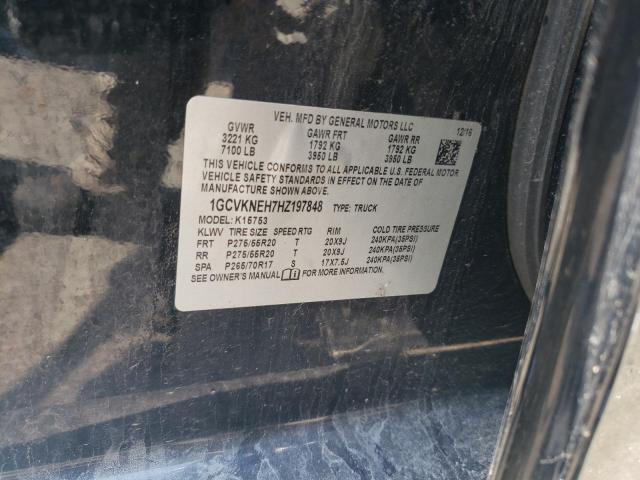 VEH. MFD BY GENERAL MOTORS LLC 12/16
GVWR GAWR FRT GAWR RR
3221 KG 1792 KG 1792 KG
7100 LB 3950 LB 3950 LB
THIS VEHICLE CONFORMS TO ALL APPLICABLE U.S. FEDERAL MOTOR
VEHICLE SAFETY STANDARDS IN EFFECT ON THE DATE OF
MANUFACTURE SHOWN ABOVE.
1GCVKNEH7HZ197848 TYPE: TRUCK
MODEL: K15753
KLWV TIRE SIZE SPEED RTG RIM COLD TIRE PRESSURE
FRT P275/55R20 T 20X9J 240KPA(35PSI)
RR P275/55R20 T 20X9J 240KPA(35PSI)
SPA P265/70R17 S 17X7.5J 240KPA(35PSI)
SEE OWNER'S MANUAL FOR MORE INFORMATION